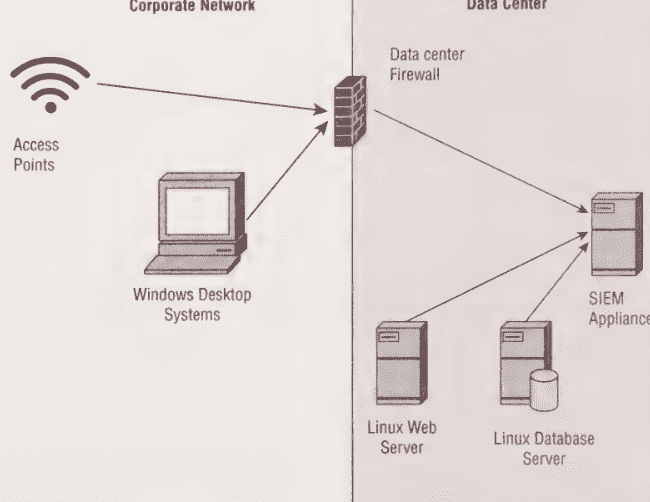 Corporate Network
Data Center
Data center
Firewall
Access
Points
Windows Desktop
Systems
SIEM
Appliance
Linux Web
Server
Linux Database
Server